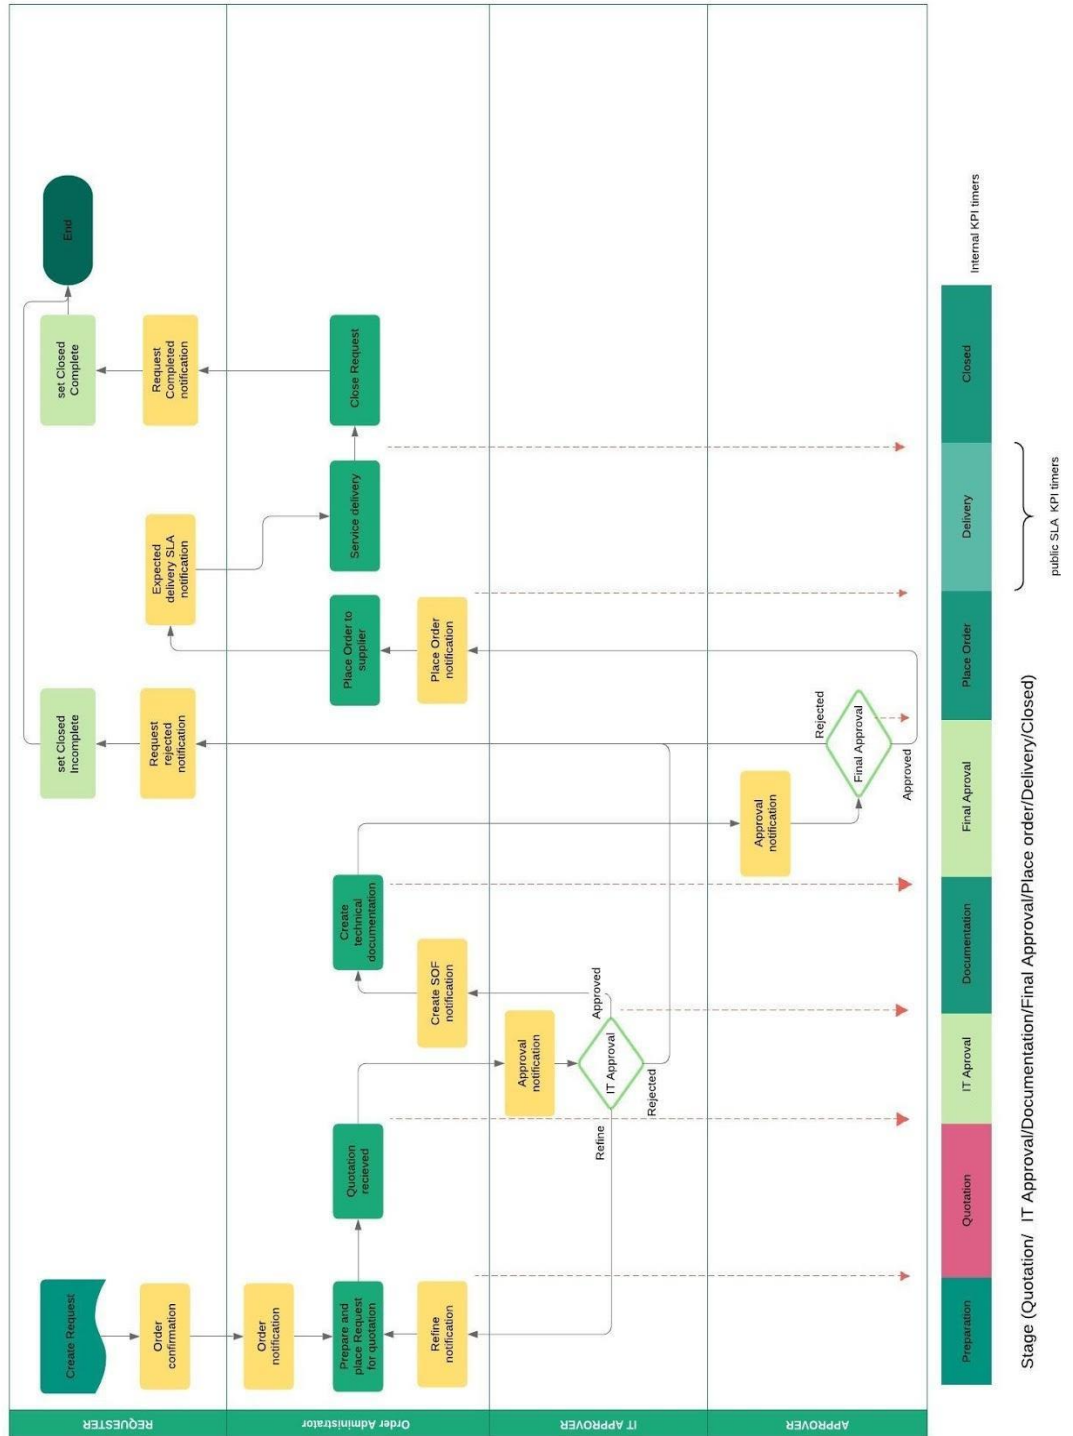 REQUESTER
Create Request
Order
confirmation
set Closed
Incomplete
Request
rejected
notification
Expected
delivery SLA
notification
set Closed
Complete
Request
Completed
notification
End
Order Administrator
Order
notification
Prepare and
place Request
for quotation
Refine
notification
Quotation
recieved
Create
technical
documentation
Create SOF
notification
Place Order to
supplier
Place Order
notification
Service delivery
Close Request
IT APPROVER
Approval
notification
IT Approval
Approved
Rejected
Refine
APPROVER
Approval
notification
Final Approval
Rejected
Approved
Preparation
Quotation
IT Aproval
Documentation
Final Aproval
Place Order
Delivery
Closed
Internal KPI timers
public SLA KPI timers
Stage (Quotation/ IT Approval/Documentation/Final Approval/Place order/Delivery/Closed)